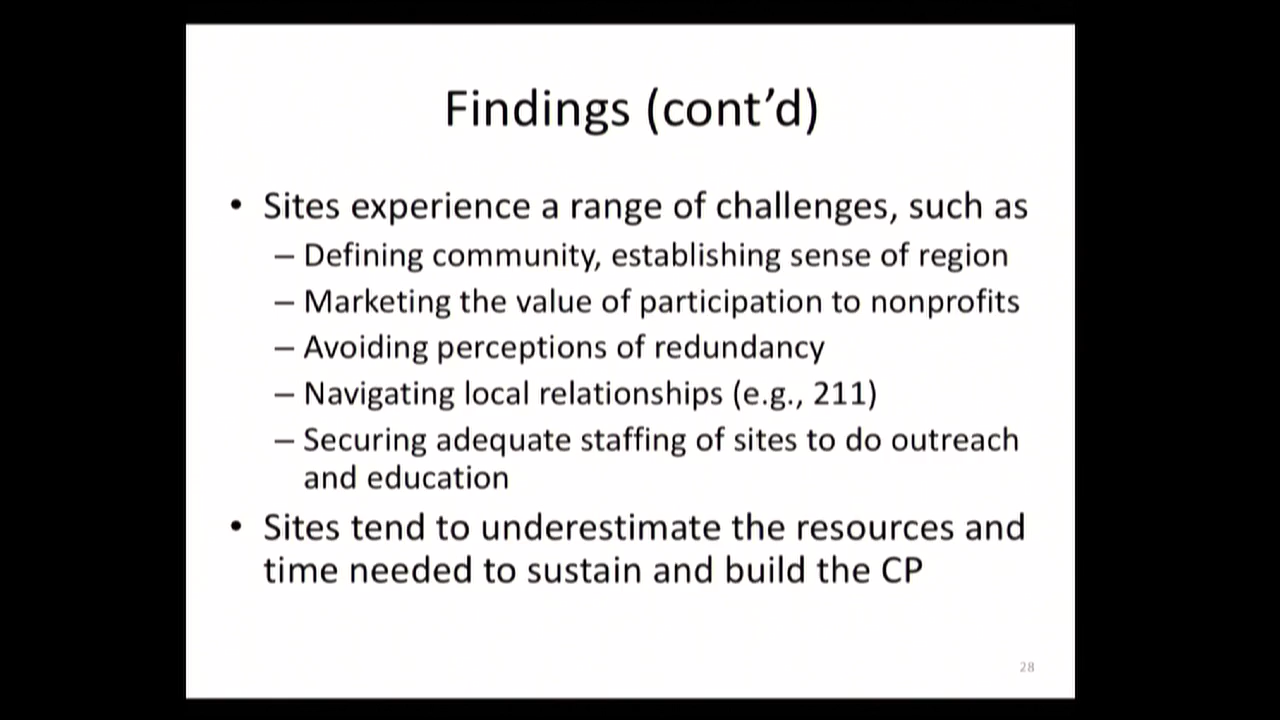 Findings (cont’d)
• Sites experience a range of challenges, such as
– Defining community, establishing sense of region
– Marketing the value of participation to nonprofits
– Avoiding perceptions of redundancy
– Navigating local relationships (e.g., 211)
– Securing adequate staffing of sites to do outreach
and education
• Sites tend to underestimate the resources and
time needed to sustain and build the CP
28